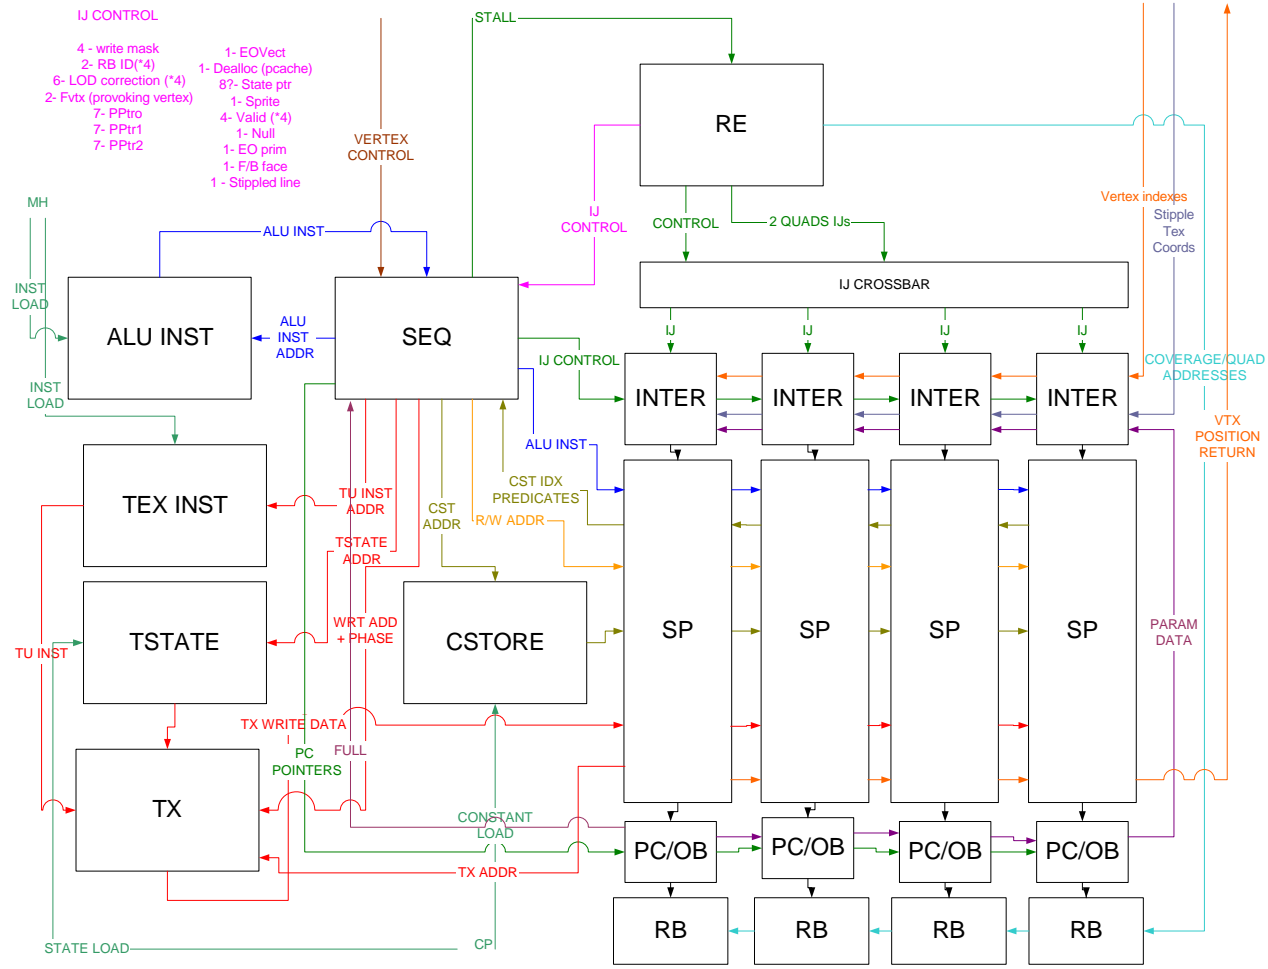 IJ CONTROL
4 - write mask
2- RB ID(*4)
6- LOD correction (*4)
2- Fvtx (provoking vertex)
7- PPtro
7- PPtr1
7- PPtr2
1- EOVect
1- Dealloc (pcache)
8?- State ptr
1- Sprite
4- Valid (*4)
1- Null
1- EO prim
1- F/B face
1 - Stippled line
STALL
VERTEX
CONTROL
RE
MH
ALU INST
IJ
CONTROL
CONTROL
2 QUADS IJs
Vertex indexes
Stipple
Tex
Coords
INST
LOAD
ALU INST
ALU
INST
ADDR
SEQ
IJ CROSSBAR
IJ
IJ
IJ
IJ
IJ CONTROL
COVERAGE/QUAD
ADDRESSES
INST
LOAD
INTER
INTER
INTER
INTER
VTX
POSITION
RETURN
ALU INST
TEX INST
TU INST
ADDR
CST
ADDR
CST IDX
PREDICATES
R/W ADDR
TSTATE
ADDR
TSTATE
WRT ADD
+ PHASE
CSTORE
SP
SP
SP
SP
PARAM
DATA
TU INST
TX WRITE DATA
PC
POINTERS
FULL
TX
CONSTANT
LOAD
PC/OB
PC/OB
PC/OB
PC/OB
TX ADDR
RB
RB
RB
RB
STATE LOAD
CP